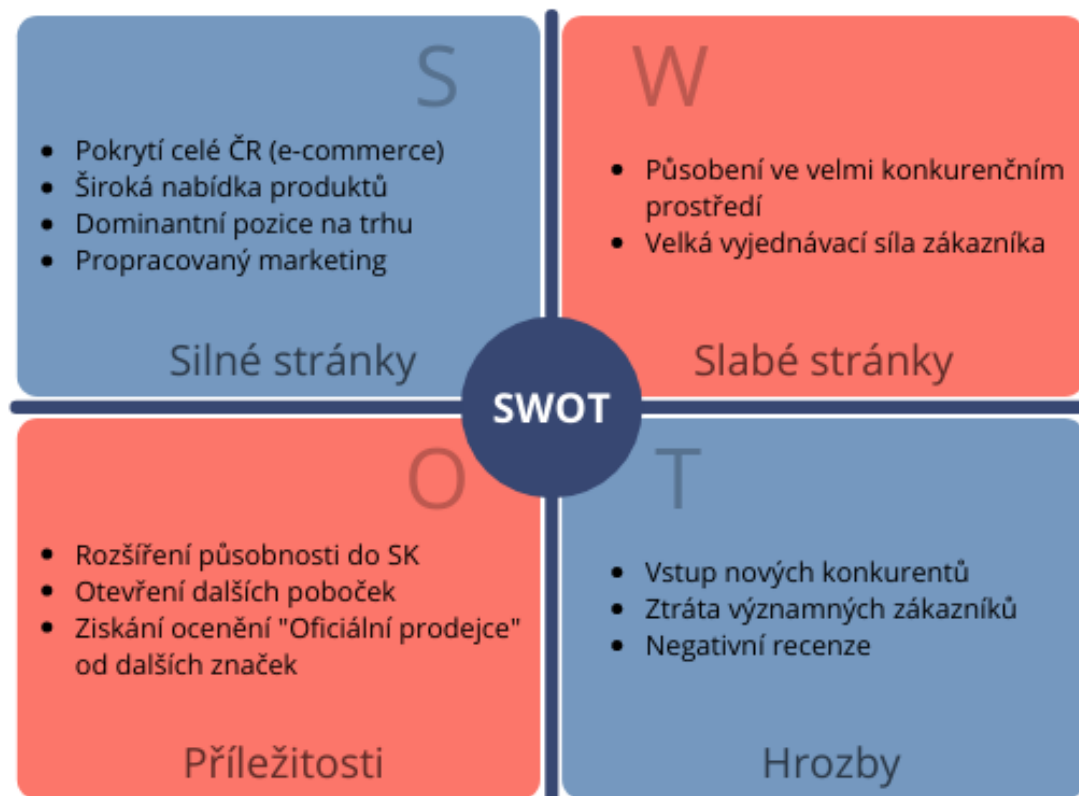 S
• Pokrytí celé ČR (e-commerce)
• Široká nabídka produktů
• Dominantní pozice na trhu
• Propracovaný marketing
Silné stránky
W
• Působení ve velmi konkurenčním
prostředí
• Velká vyjednávací síla zákazníka
Slabé stránky
SWOT
O
• Rozšíření působnosti do SK
• Otevření dalších poboček
• Získání ocenění "Oficiální prodejce"
od dalších značek
Příležitosti
T
• Vstup nových konkurentů
• Ztráta významných zákazníků
• Negativní recenze
Hrozby